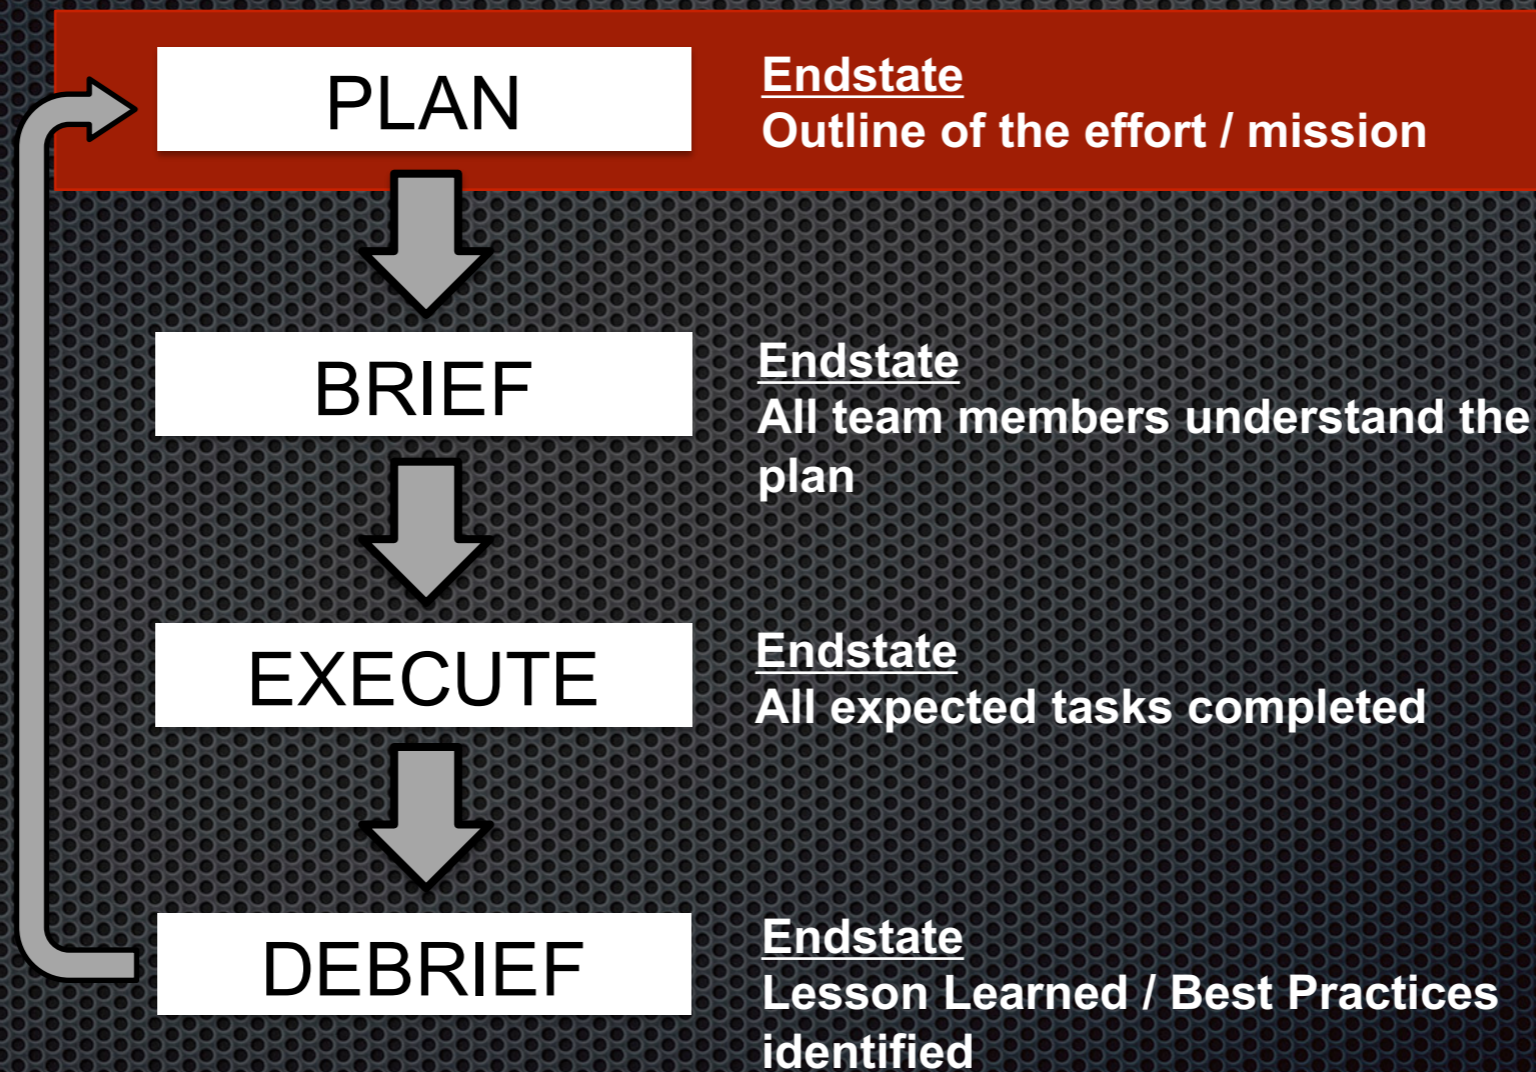 PLAN
Endstate
Outline of the effort / mission
BRIEF
Endstate
All team members understand the
plan
EXECUTE
Endstate
All expected tasks completed
DEBRIEF
Endstate
Lesson Learned / Best Practices
identified